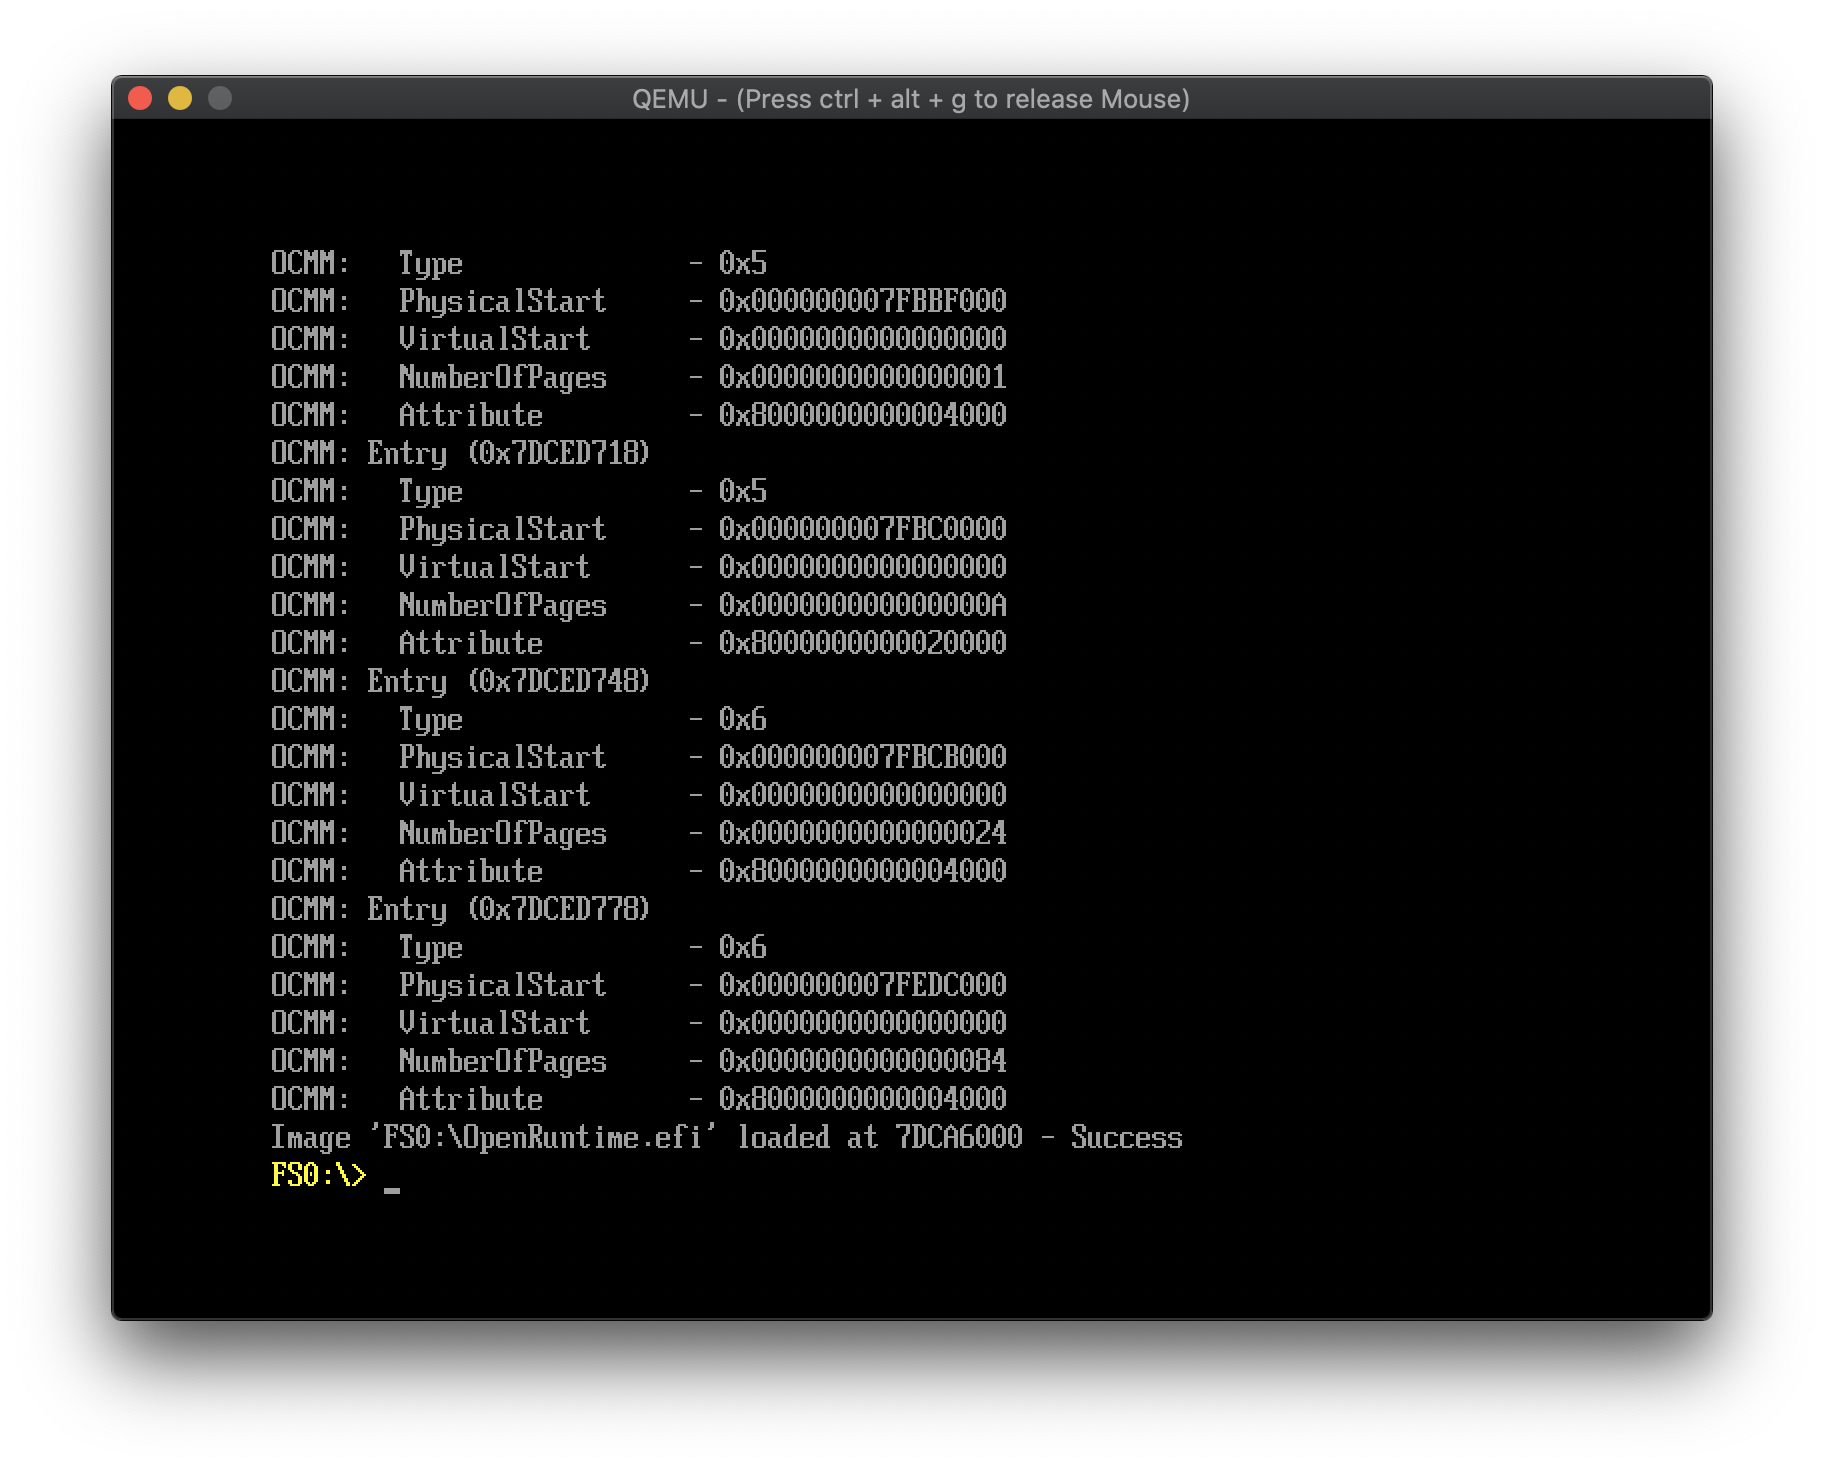 QEMU - (Press ctrl + alt + g to release Mouse)
OCMM:   Type              - 0x5
OCMM:   PhysicalStart     - 0x000000007FBBF000
OCMM:   VirtualStart      - 0x0000000000000000
OCMM:   NumberOfPages     - 0x0000000000000001
OCMM:   Attribute         - 0x8000000000004000
OCMM: Entry (0x7DCED718)
OCMM:   Type              - 0x5
OCMM:   PhysicalStart     - 0x000000007FBC0000
OCMM:   VirtualStart      - 0x0000000000000000
OCMM:   NumberOfPages     - 0x000000000000000A
OCMM:   Attribute         - 0x8000000000020000
OCMM: Entry (0x7DCED748)
OCMM:   Type              - 0x6
OCMM:   PhysicalStart     - 0x000000007FBCB000
OCMM:   VirtualStart      - 0x0000000000000000
OCMM:   NumberOfPages     - 0x0000000000000024
OCMM:   Attribute         - 0x8000000000004000
OCMM: Entry (0x7DCED778)
OCMM:   Type              - 0x6
OCMM:   PhysicalStart     - 0x000000007FEDC000
OCMM:   VirtualStart      - 0x0000000000000000
OCMM:   NumberOfPages     - 0x0000000000000084
OCMM:   Attribute         - 0x8000000000004000
Image 'FS0:\OpenRuntime.efi' loaded at 7DCA6000 - Success
FS0:\> _